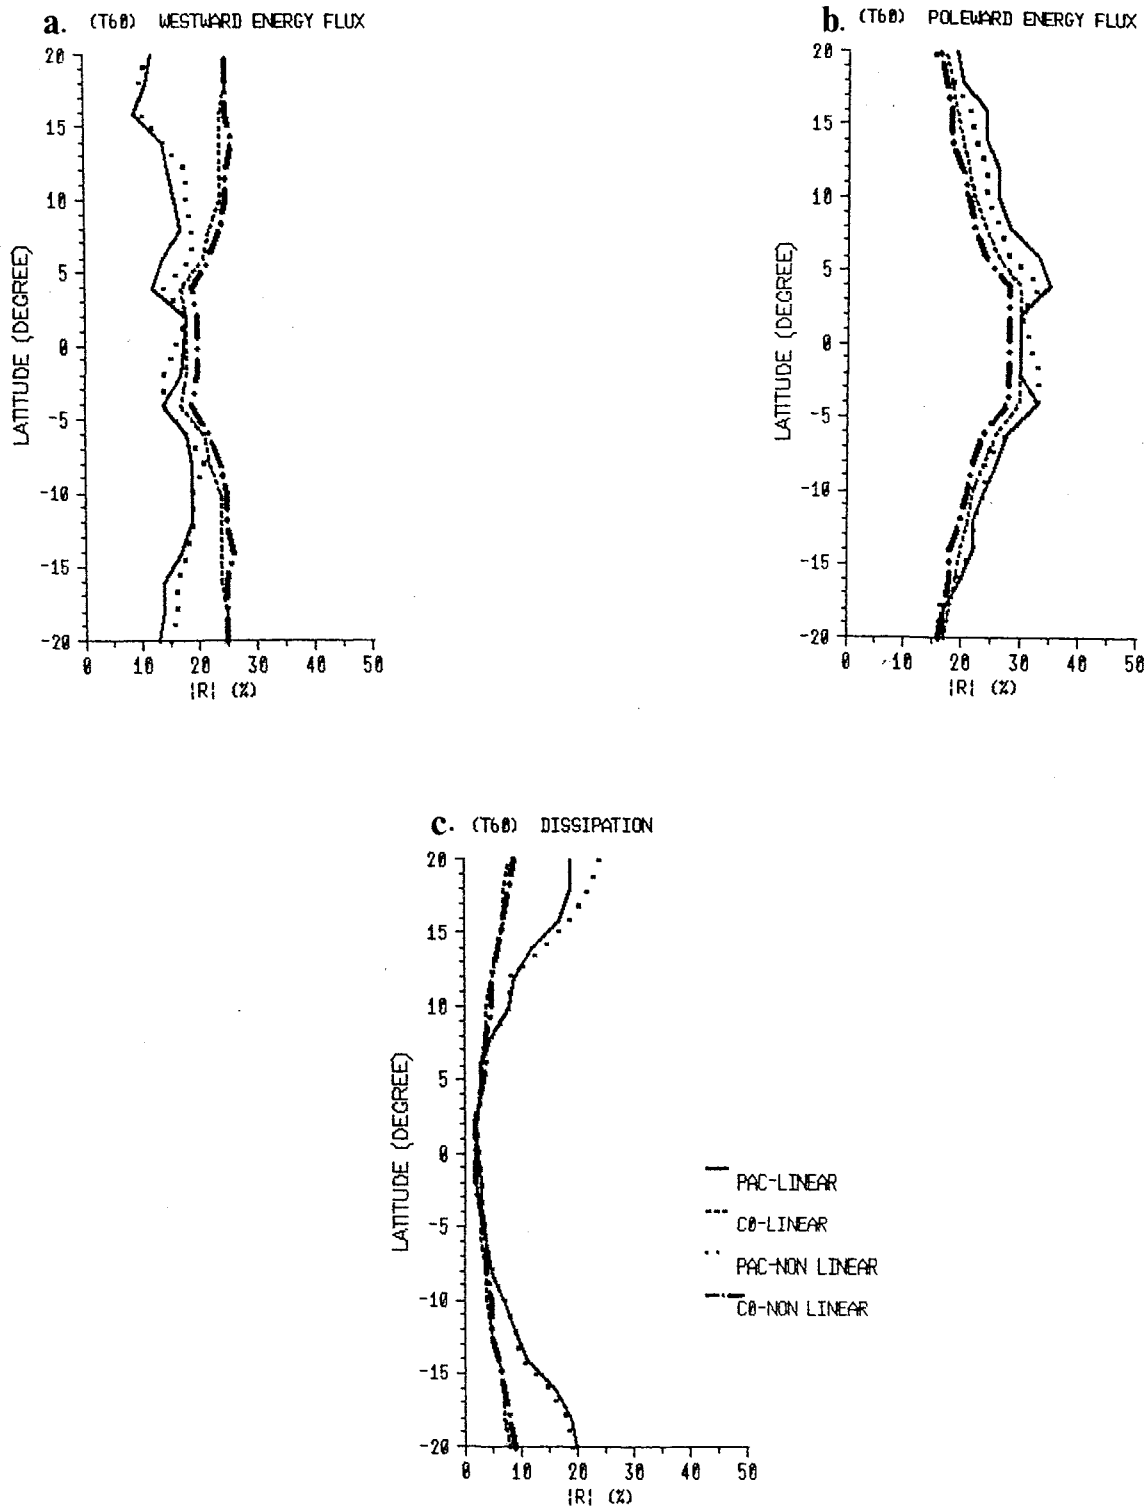 a. (T60) WESTWARD ENERGY FLUX
20
15
10
5
0
-5
-10
-15
-20
LATITUDE (DEGREE)
0 10 20 30 40 50
|R| (%)
b. (T60) POLEWARD ENERGY FLUX
20
15
10
5
0
-5
-10
-15
-20
LATITUDE (DEGREE)
0 10 20 30 40 50
|R| (%)
c. (T60) DISSIPATION
20
15
10
5
0
-5
-10
-15
-20
LATITUDE (DEGREE)
0 10 20 30 40 50
|R| (%)
PAC-LINEAR
C0-LINEAR
PAC-NON LINEAR
C0-NON LINEAR